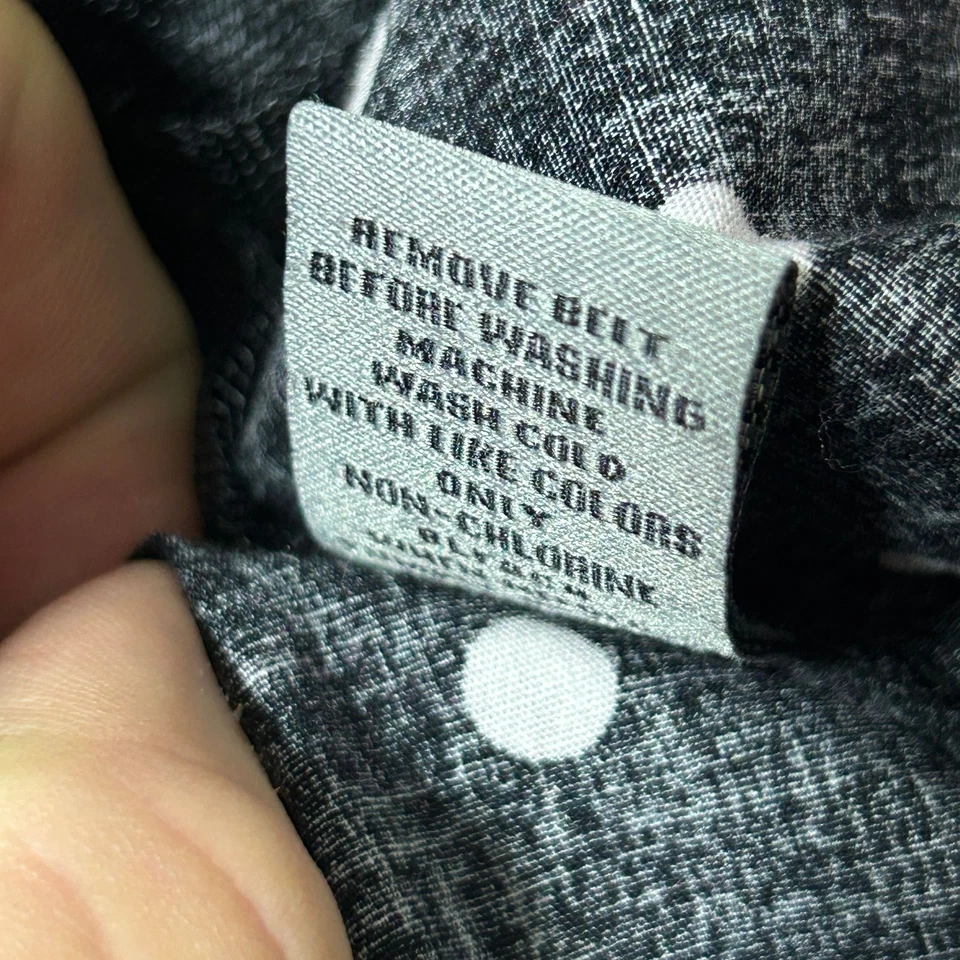 REMOVE BELT
BEFORE WASHING
MACHINE
WASH COLD
WITH LIKE COLORS
ONLY
NON-CHLORINE